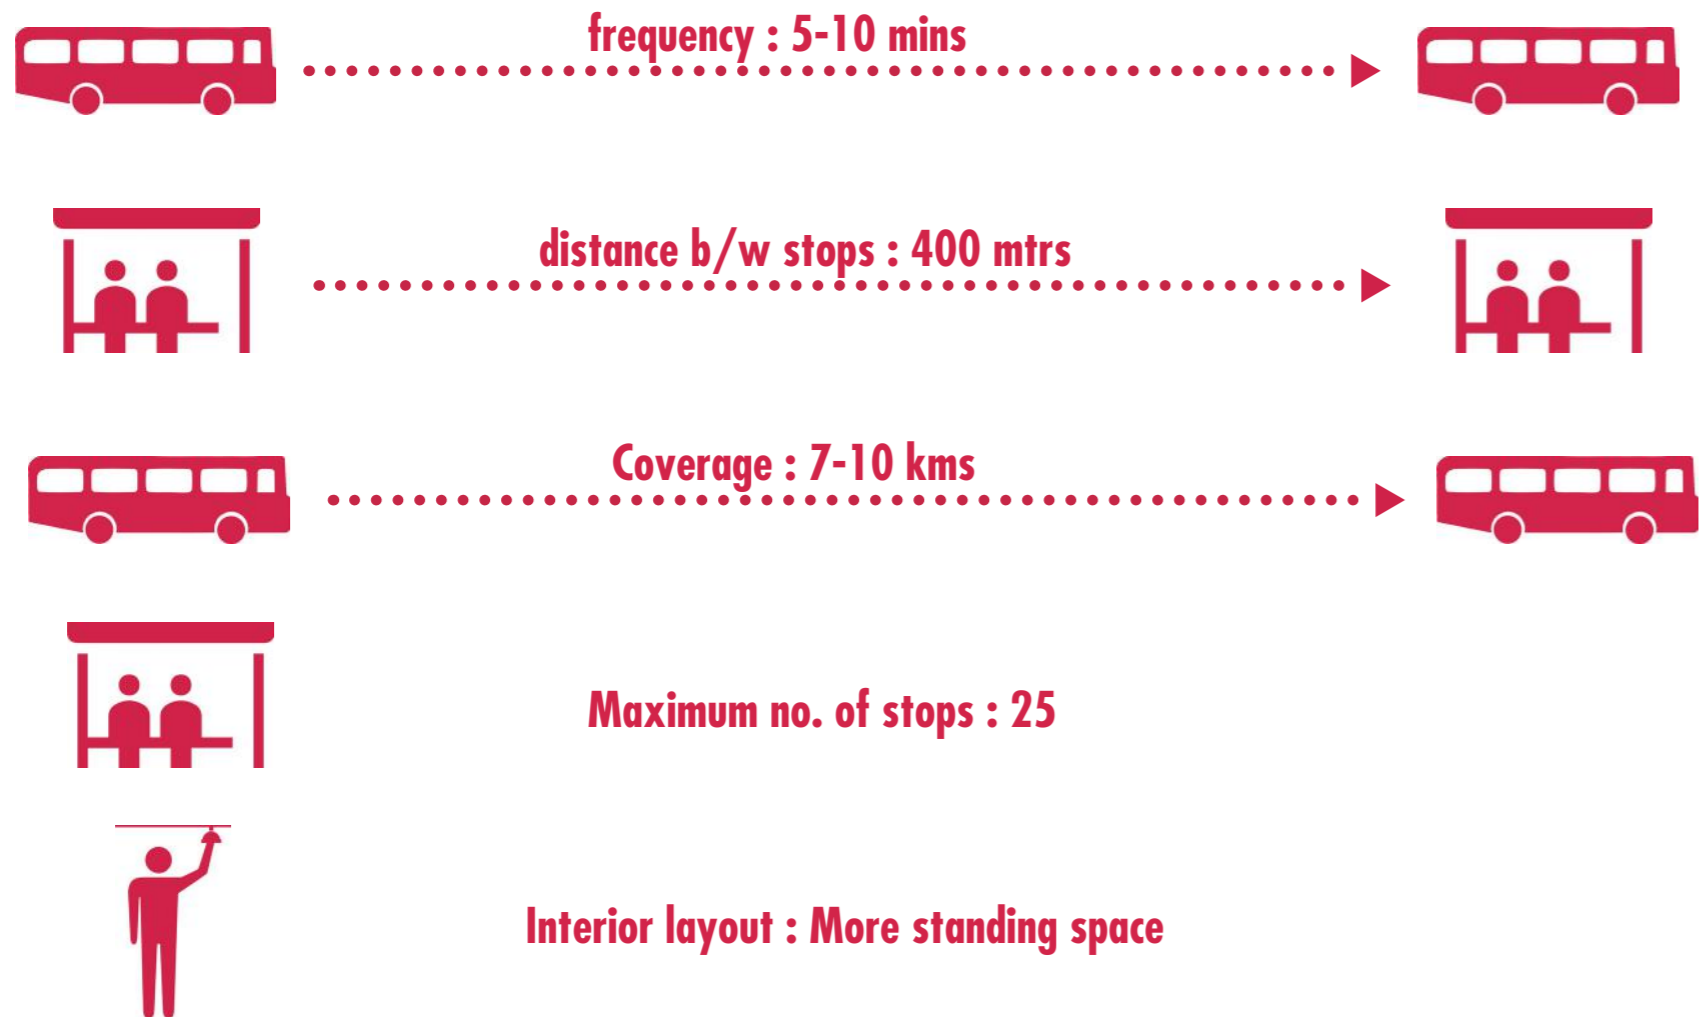 frequency : 5-10 mins
distance b/w stops : 400 mtrs
Coverage : 7-10 kms
Maximum no. of stops : 25
Interior layout : More standing space